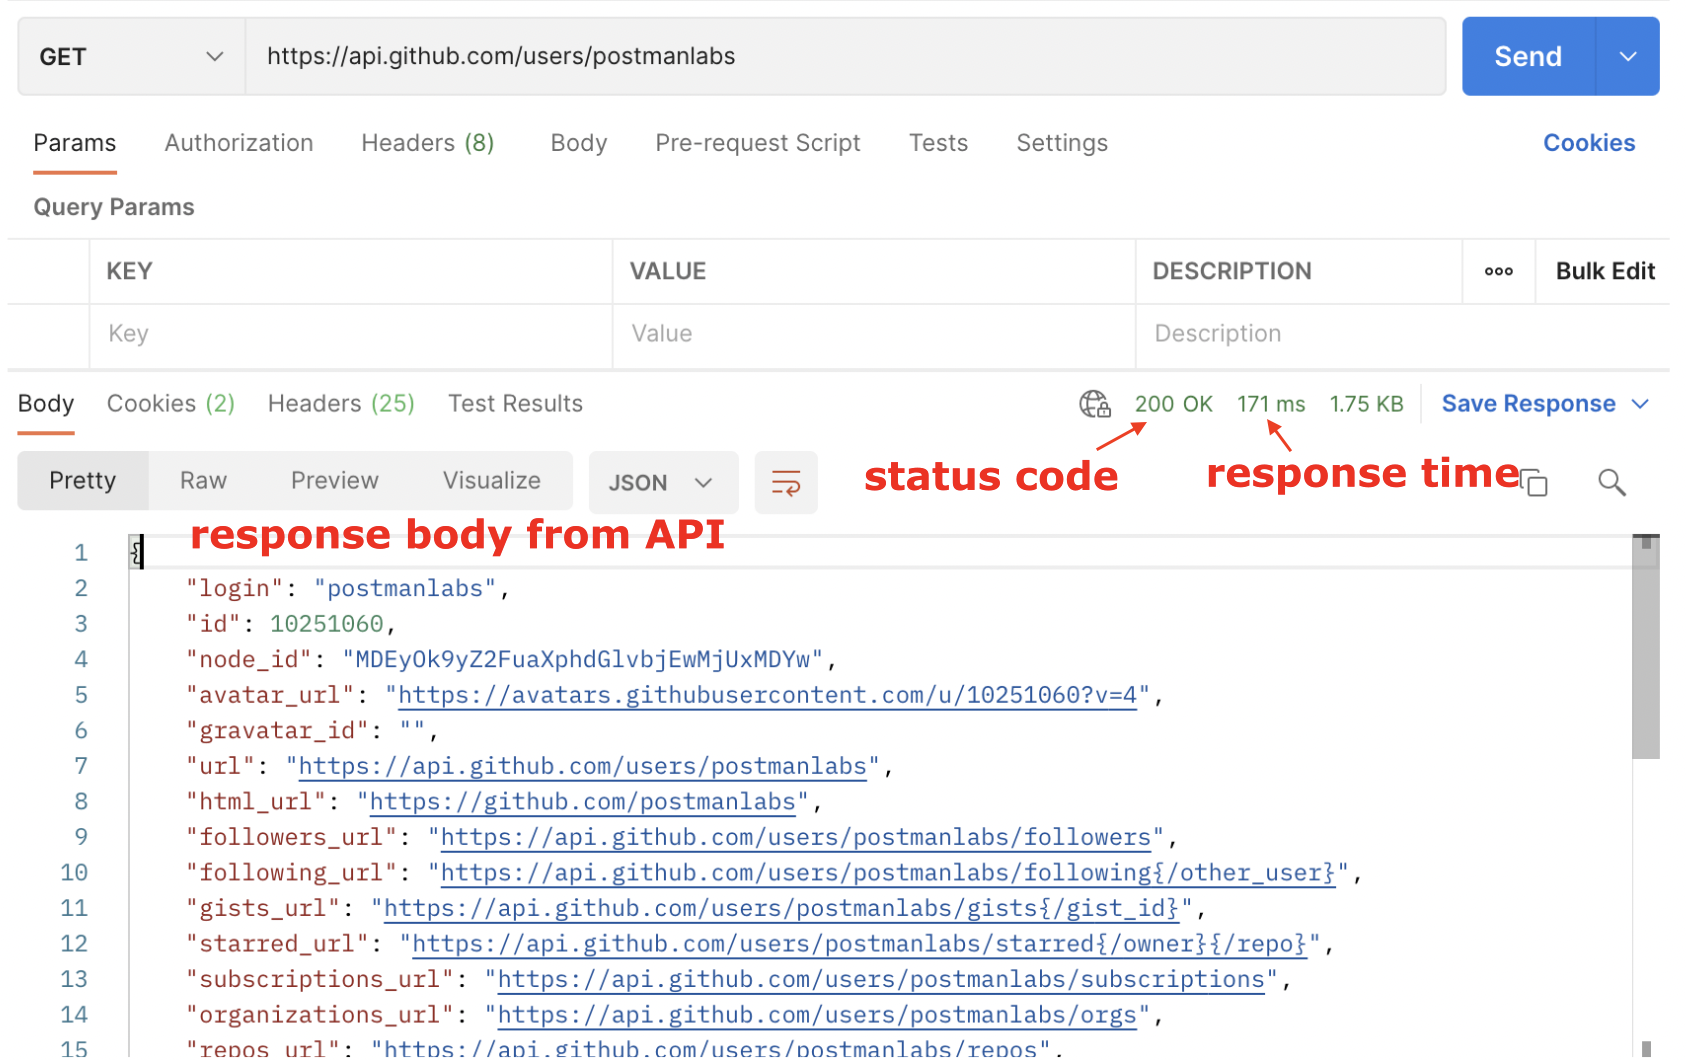 GET https://api.github.com/users/postmanlabs Send
Params Authorization Headers (8) Body Pre-request Script Tests Settings Cookies
Query Params
KEY VALUE DESCRIPTION ooo Bulk Edit
Key Value Description
Body Cookies (2) Headers (25) Test Results 200 OK 171 ms 1.75 KB Save Response
status code response time
Pretty Raw Preview Visualize JSON
response body from API
1 {
2 "login": "postmanlabs",
3 "id": 10251060,
4 "node_id": "MDEyOk9yZ2FuaXphdGlvbjEwMjUxMDYw",
5 "avatar_url": "https://avatars.githubusercontent.com/u/10251060?v=4",
6 "gravatar_id": "",
7 "url": "https://api.github.com/users/postmanlabs",
8 "html_url": "https://github.com/postmanlabs",
9 "followers_url": "https://api.github.com/users/postmanlabs/followers",
10 "following_url": "https://api.github.com/users/postmanlabs/following{/other_user}",
11 "gists_url": "https://api.github.com/users/postmanlabs/gists{/gist_id}",
12 "starred_url": "https://api.github.com/users/postmanlabs/starred{/owner}{/repo}",
13 "subscriptions_url": "https://api.github.com/users/postmanlabs/subscriptions",
14 "organizations_url": "https://api.github.com/users/postmanlabs/orgs",
15 "repos_url": "https://api.github.com/users/postmanlabs/repos",